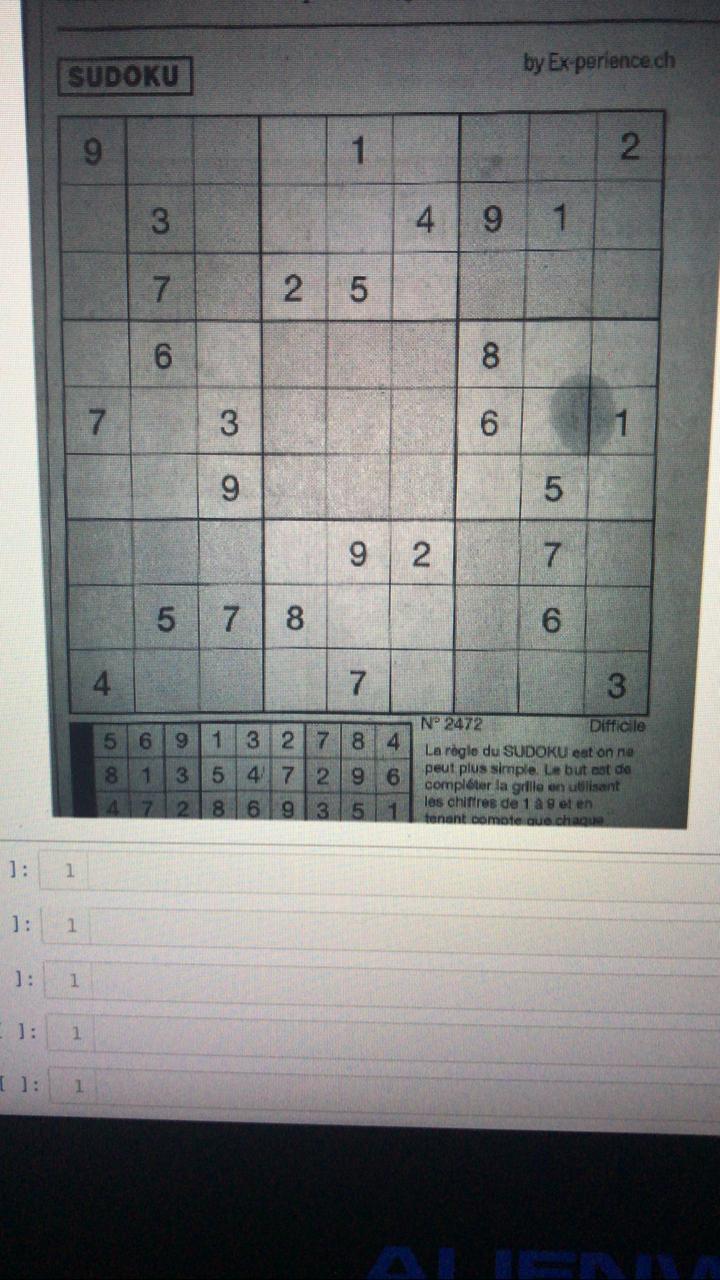 SUDOKU
by Ex-perience.ch
9 1 2
3 4 9 1
7 2 5
6 8
7 3 6 1
9 5
9 2 7
5 7 8 6
4 7 3
N° 2472 Difficile
5 6 9 1 3 2 7 8 4
8 1 3 5 4 7 2 9 6
4 7 2 8 6 9 3 5 1
La règle du SUDOKU est on ne
peut plus simple. Le but est de
compléter la grille en utilisant
les chiffres de 1 à 9 et en
tenant compte que chaque
]: 1
]: 1
]: 1
[ ]: 1
[ ]: 1